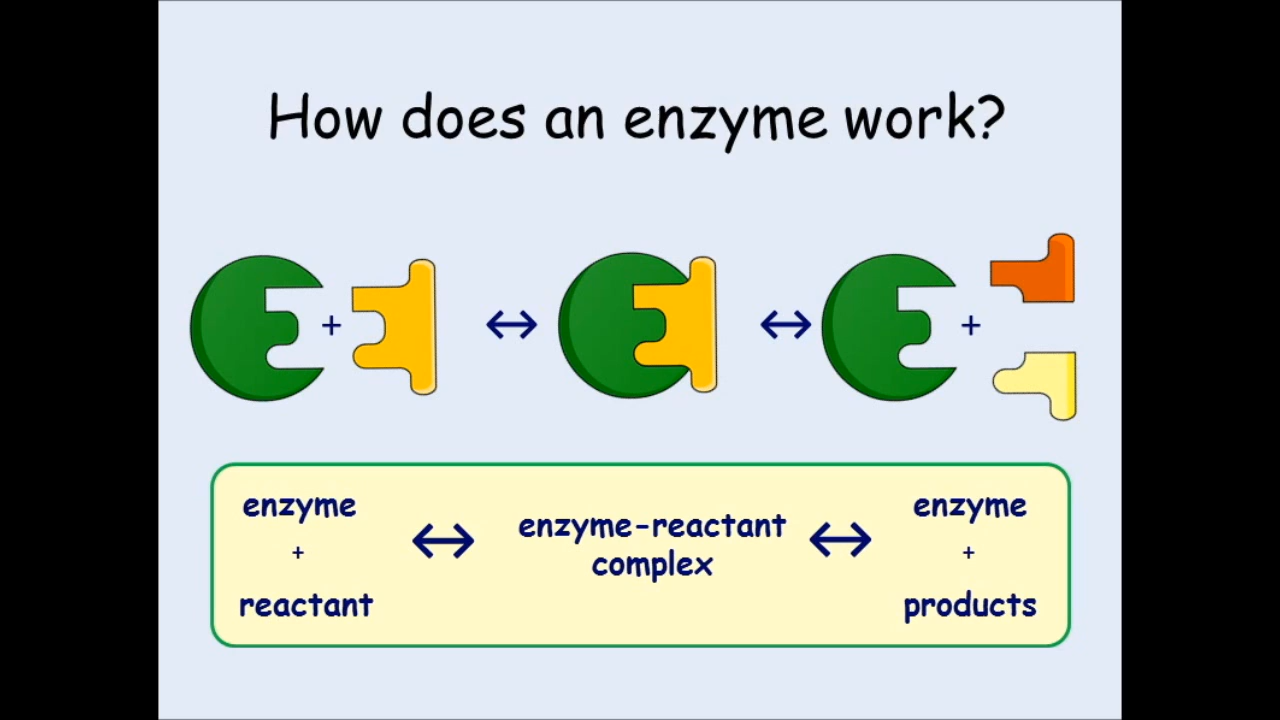 How does an enzyme work?
+ ↔ ↔ +
enzyme
+
reactant
↔
enzyme-reactant
complex
↔
enzyme
+
products